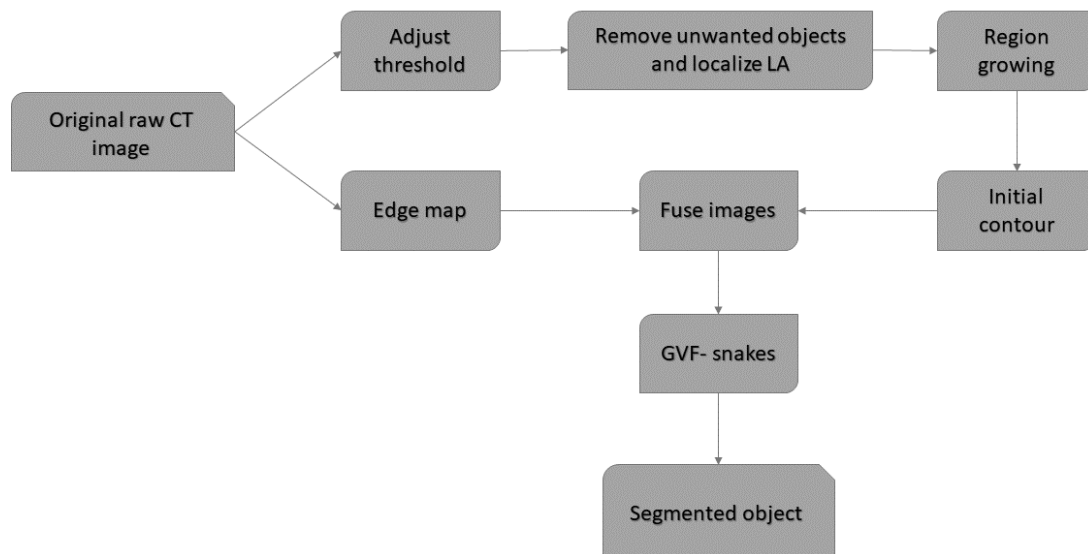 Adjust
threshold
Remove unwanted objects
and localize LA
Region
growing
Original raw CT
image
Edge map
Fuse images
Initial
contour
GVF- snakes
Segmented object